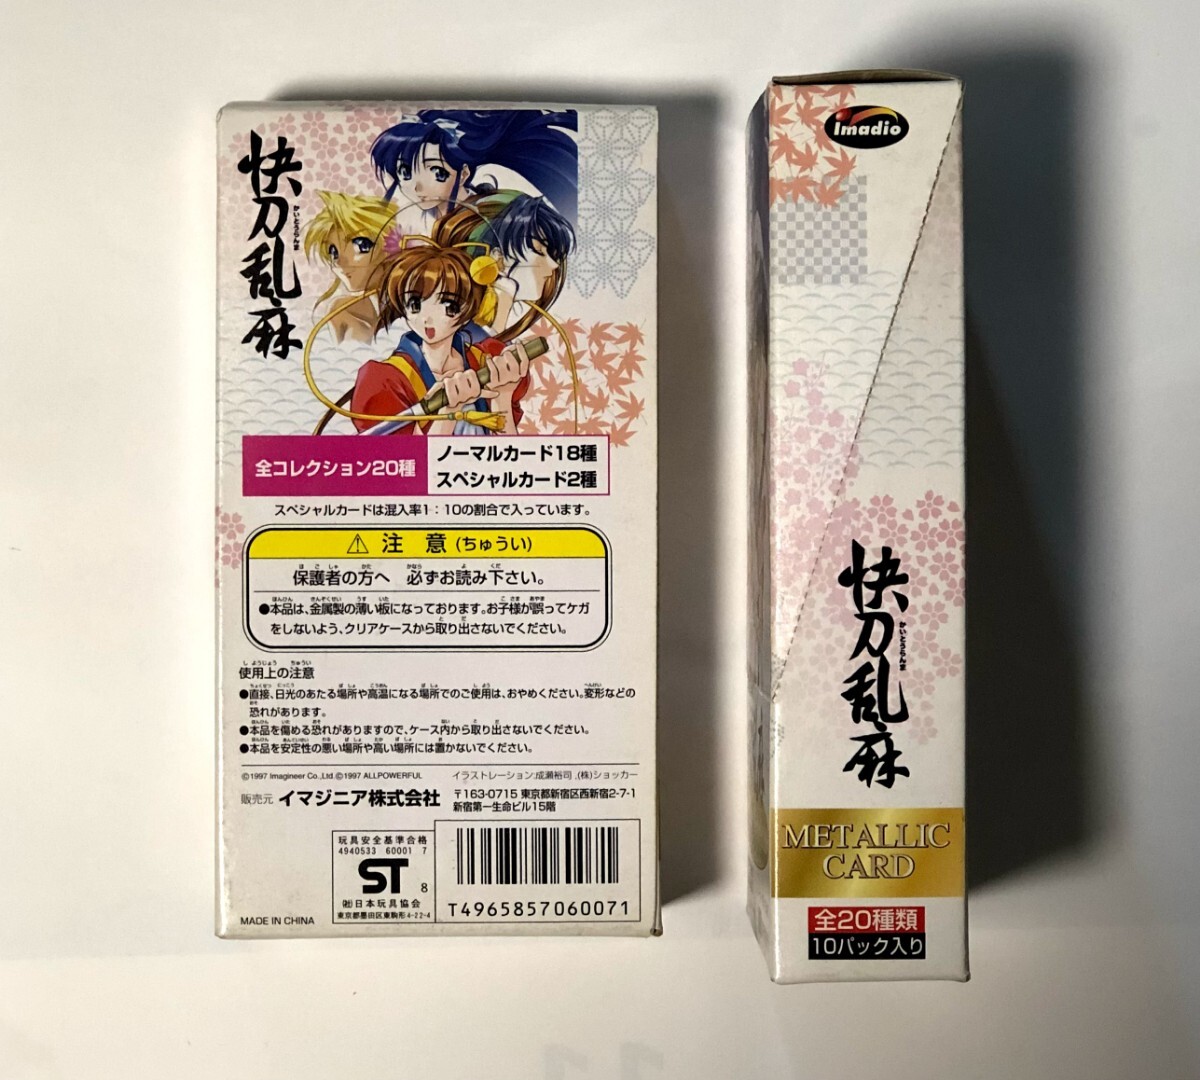 快刀乱麻
かいとうらんま
全コレクション20種
ノーマルカード18種
スペシャルカード2種
スペシャルカードは混入率1：10の割合で入っています。
⚠ 注 意 (ちゅうい)
保護者の方へ 必ずお読み下さい。
●本品は、金属製の薄い板になっております。お子様が誤ってケガ
をしないよう、クリアケースから取り出さないでください。
使用上の注意
●直接、日光のあたる場所や高温になる場所でのご使用は、おやめください。変形などの
恐れがあります。
●本品を傷める恐れがありますので、ケース内から取り出さないでください。
●本品を安定性の悪い場所や高い場所には置かないでください。
©1997 Imagineer Co.,Ltd.©1997 ALLPOWERFUL
イラストレーション:成瀬裕司 ,(株)ショッカー
販売元 イマジニア株式会社
〒163-0715 東京都新宿区西新宿2-7-1
新宿第一生命ビル15階
玩具安全基準合格
4940533 60001 7
ST 8
㈳日本玩具協会
東京都墨田区東駒形4-22-4
T4965857060071
MADE IN CHINA
imadio
快刀乱麻
かいとうらんま
METALLIC
CARD
全20種類
10パック入り